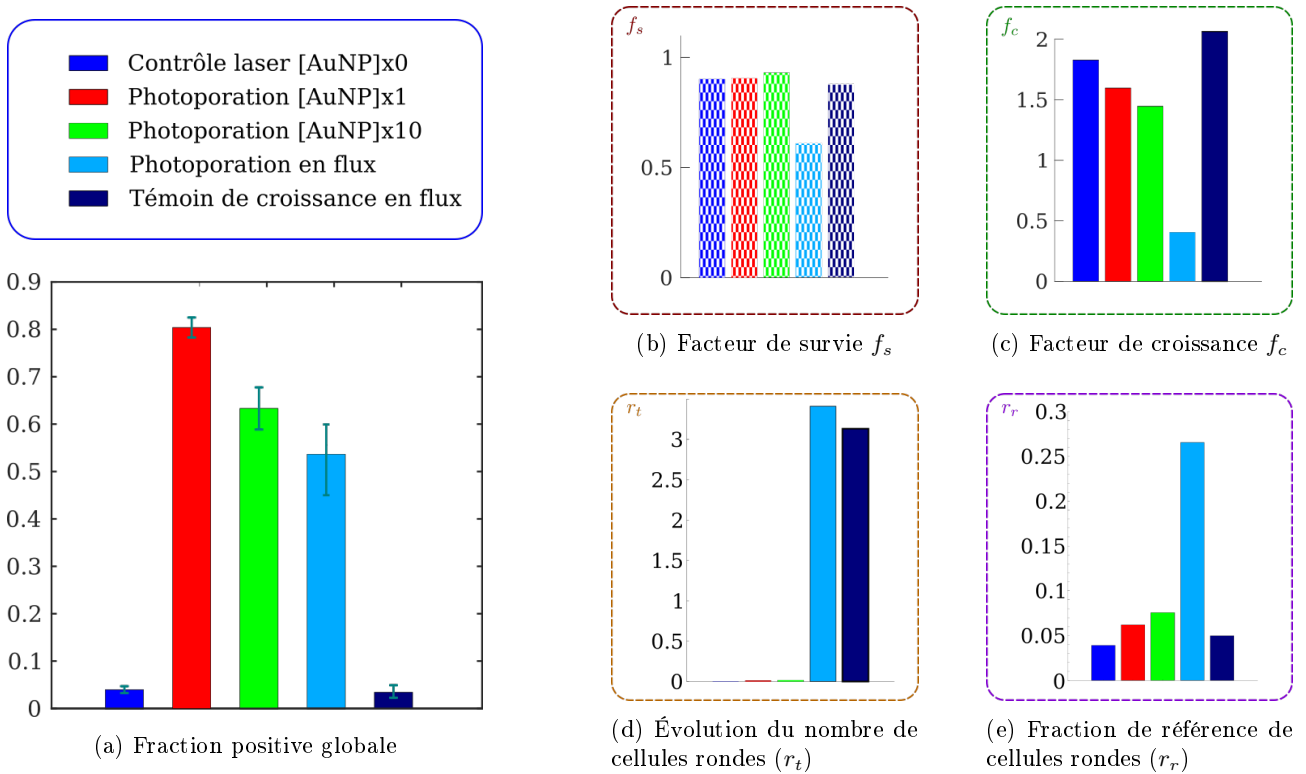 Contrôle laser [AuNP]x0
Photoporation [AuNP]x1
Photoporation [AuNP]x10
Photoporation en flux
Témoin de croissance en flux
0.9
0.8
0.7
0.6
0.5
0.4
0.3
0.2
0.1
0
(a) Fraction positive globale
f_s
1
0.5
0
(b) Facteur de survie f_s
f_c
2
1.5
1
0.5
0
(c) Facteur de croissance f_c
r_t
3
2.5
2
1.5
1
0.5
0
(d) Évolution du nombre de
cellules rondes (r_t)
r_r
0.3
0.25
0.2
0.15
0.1
0.05
0
(e) Fraction de référence de
cellules rondes (r_r)